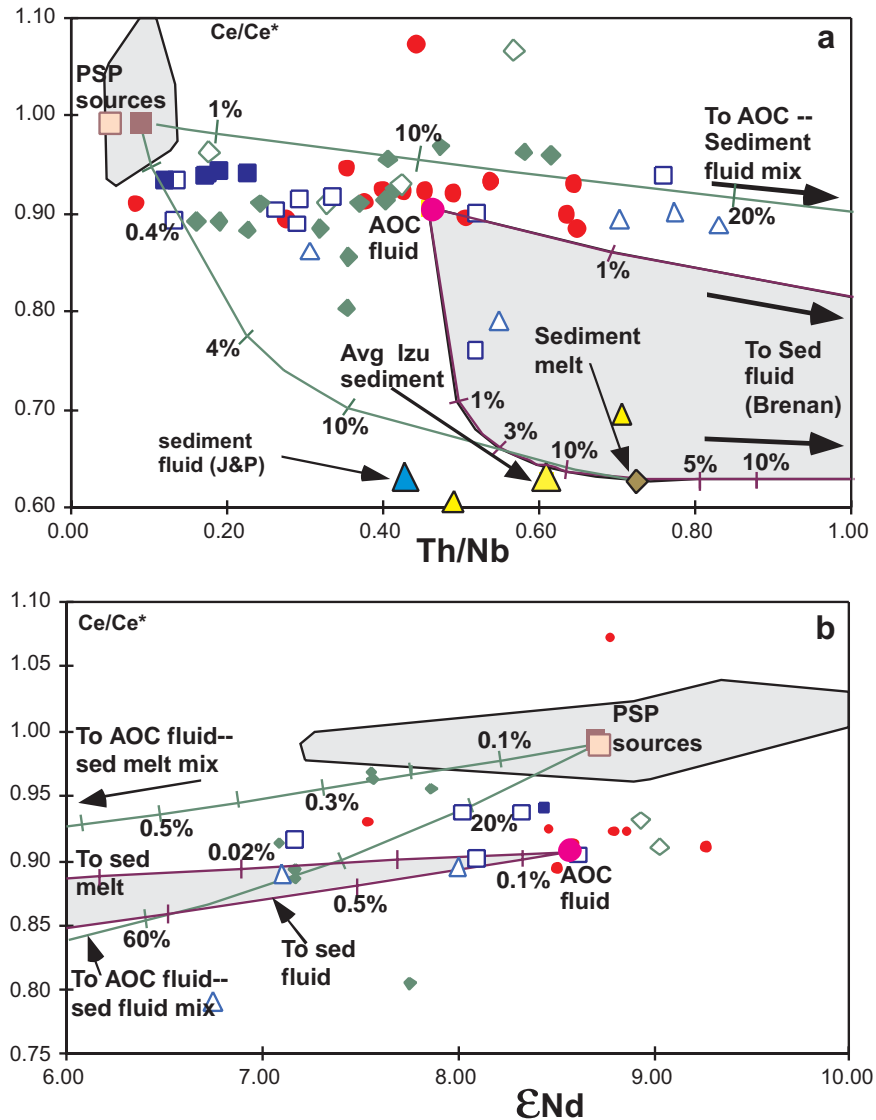 1.10
Ce/Ce*
a
PSP
sources
1%
10%
To AOC --
Sediment
fluid mix
1.00
0.90
0.4%
AOC
fluid
20%
1%
0.80
4%
Avg Izu
sediment
Sediment
melt
To Sed
fluid
(Brenan)
0.70
10%
1%
3%
10%
5%
10%
sediment
fluid (J&P)
0.60
0.00
0.20
0.40
0.60
0.80
1.00
Th/Nb
1.10
Ce/Ce*
b
1.05
PSP
sources
1.00
To AOC fluid--
sed melt mix
0.1%
0.95
0.3%
0.5%
20%
0.02%
0.90
To sed
melt
0.1%
AOC
fluid
0.5%
0.85
60%
To sed
fluid
To AOC fluid--
sed fluid mix
0.80
0.75
6.00
7.00
8.00
9.00
10.00
εNd